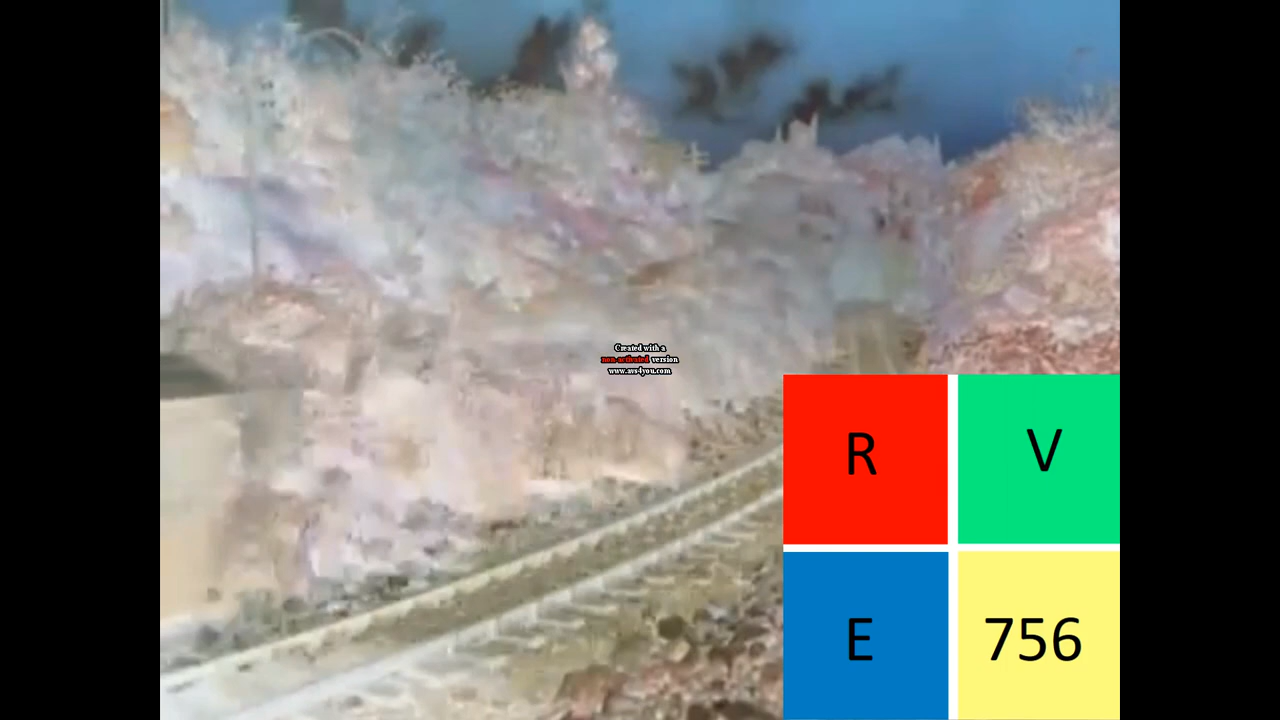 Created with a
non-activated version
www.avs4you.com
R V
E 756